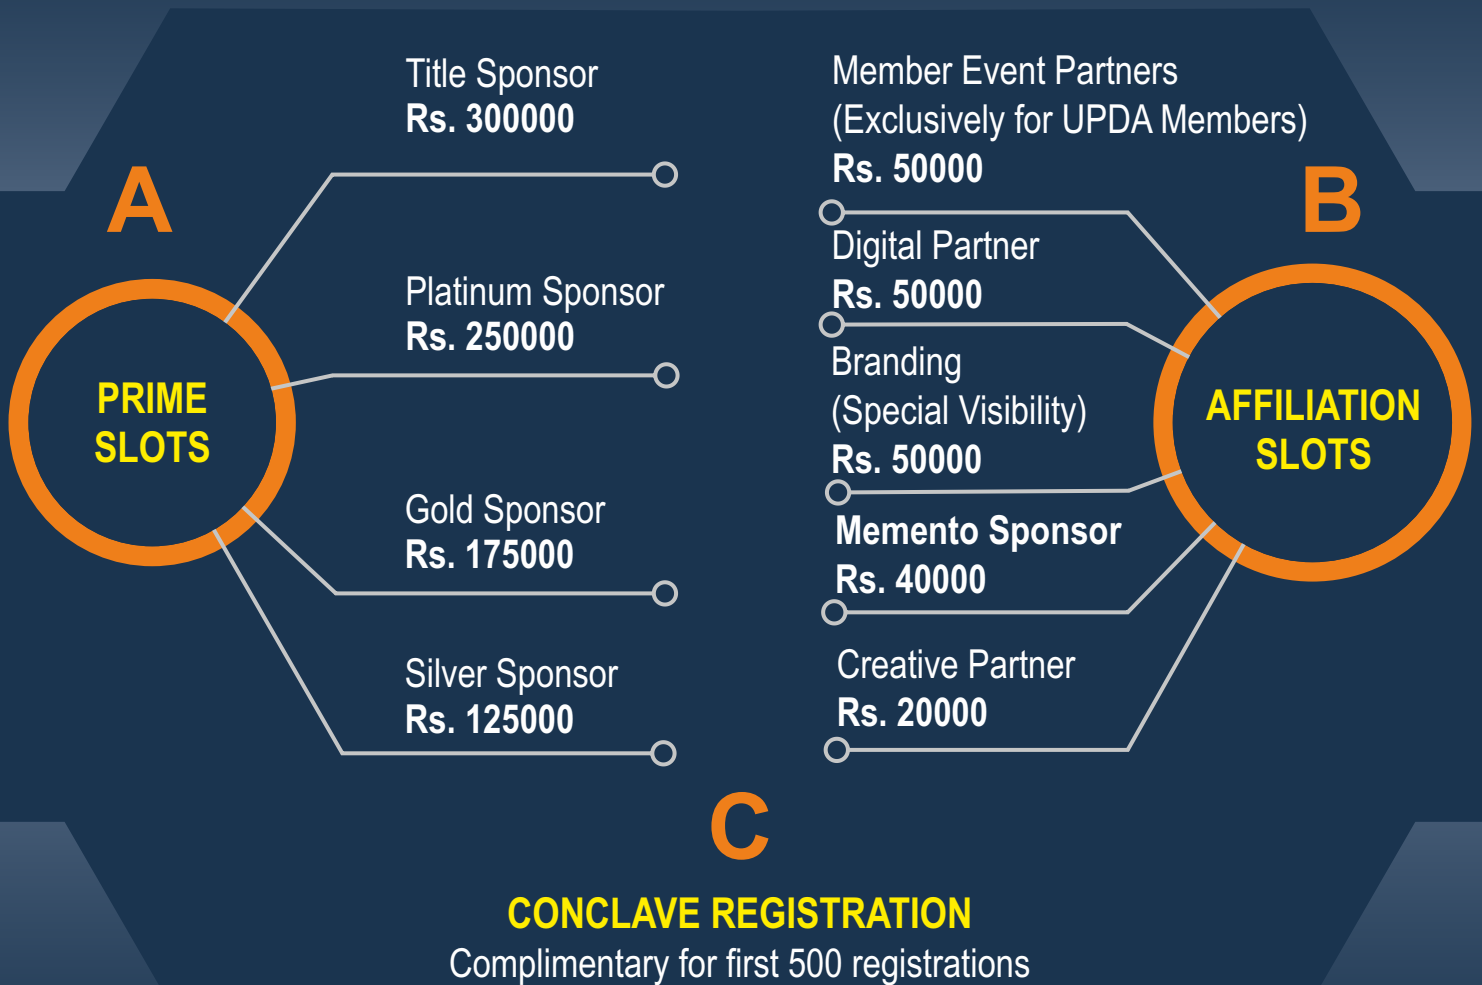 A
PRIME
SLOTS
Title Sponsor
Rs. 300000
Platinum Sponsor
Rs. 250000
Gold Sponsor
Rs. 175000
Silver Sponsor
Rs. 125000
B
AFFILIATION
SLOTS
Member Event Partners
(Exclusively for UPDA Members)
Rs. 50000
Digital Partner
Rs. 50000
Branding
(Special Visibility)
Rs. 50000
Memento Sponsor
Rs. 40000
Creative Partner
Rs. 20000
C
CONCLAVE REGISTRATION
Complimentary for first 500 registrations